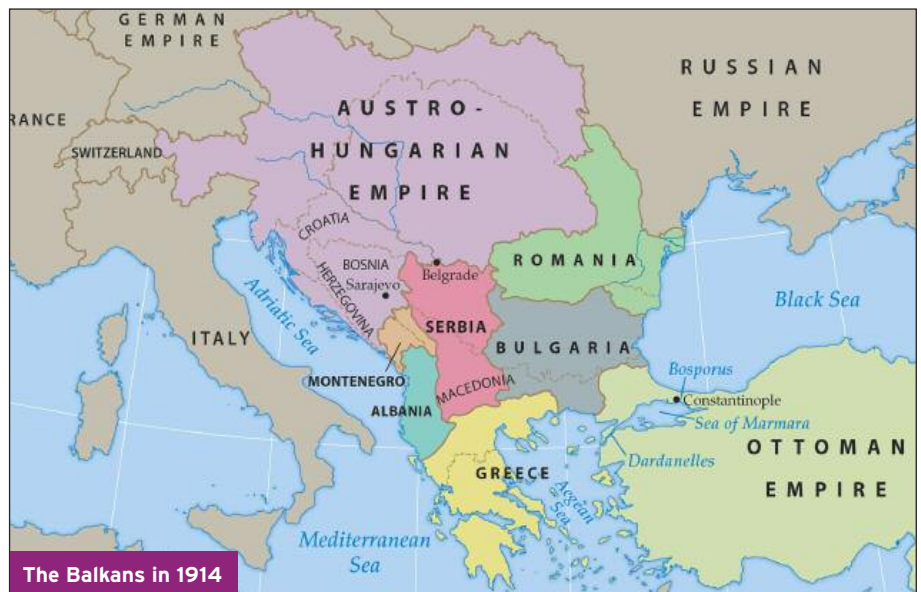 GERMAN
EMPIRE
RUSSIAN
EMPIRE
RANCE
SWITZERLAND
AUSTRO-
HUNGARIAN
EMPIRE
CROATIA
BOSNIA
Sarajevo
HERZEGOVINA
Belgrade
ROMANIA
Black Sea
Adriatic Sea
ITALY
SERBIA
BULGARIA
MONTENEGRO
MACEDONIA
ALBANIA
Bosporus
Constantinople
Sea of Marmara
OTTOMAN
EMPIRE
Dardanelles
GREECE
Aegean
Sea
Mediterranean
Sea
The Balkans in 1914